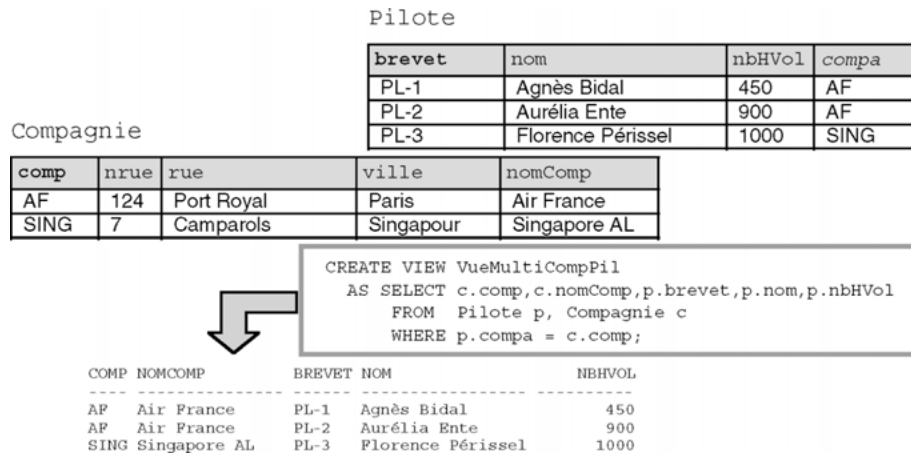 Pilote
brevet nom nbHVol compa
PL-1 Agnès Bidal 450 AF
PL-2 Aurélia Ente 900 AF
PL-3 Florence Périssel 1000 SING
Compagnie
comp nrue rue ville nomComp
AF 124 Port Royal Paris Air France
SING 7 Camparols Singapour Singapore AL
CREATE VIEW VueMultiCompPil
AS SELECT c.comp,c.nomComp,p.brevet,p.nom,p.nbHVol
FROM Pilote p, Compagnie c
WHERE p.compa = c.comp;
COMP NOMCOMP BREVET NOM NBHVOL
---- --------------- ------ ---------------- ----------
AF Air France PL-1 Agnès Bidal 450
AF Air France PL-2 Aurélia Ente 900
SING Singapore AL PL-3 Florence Périssel 1000